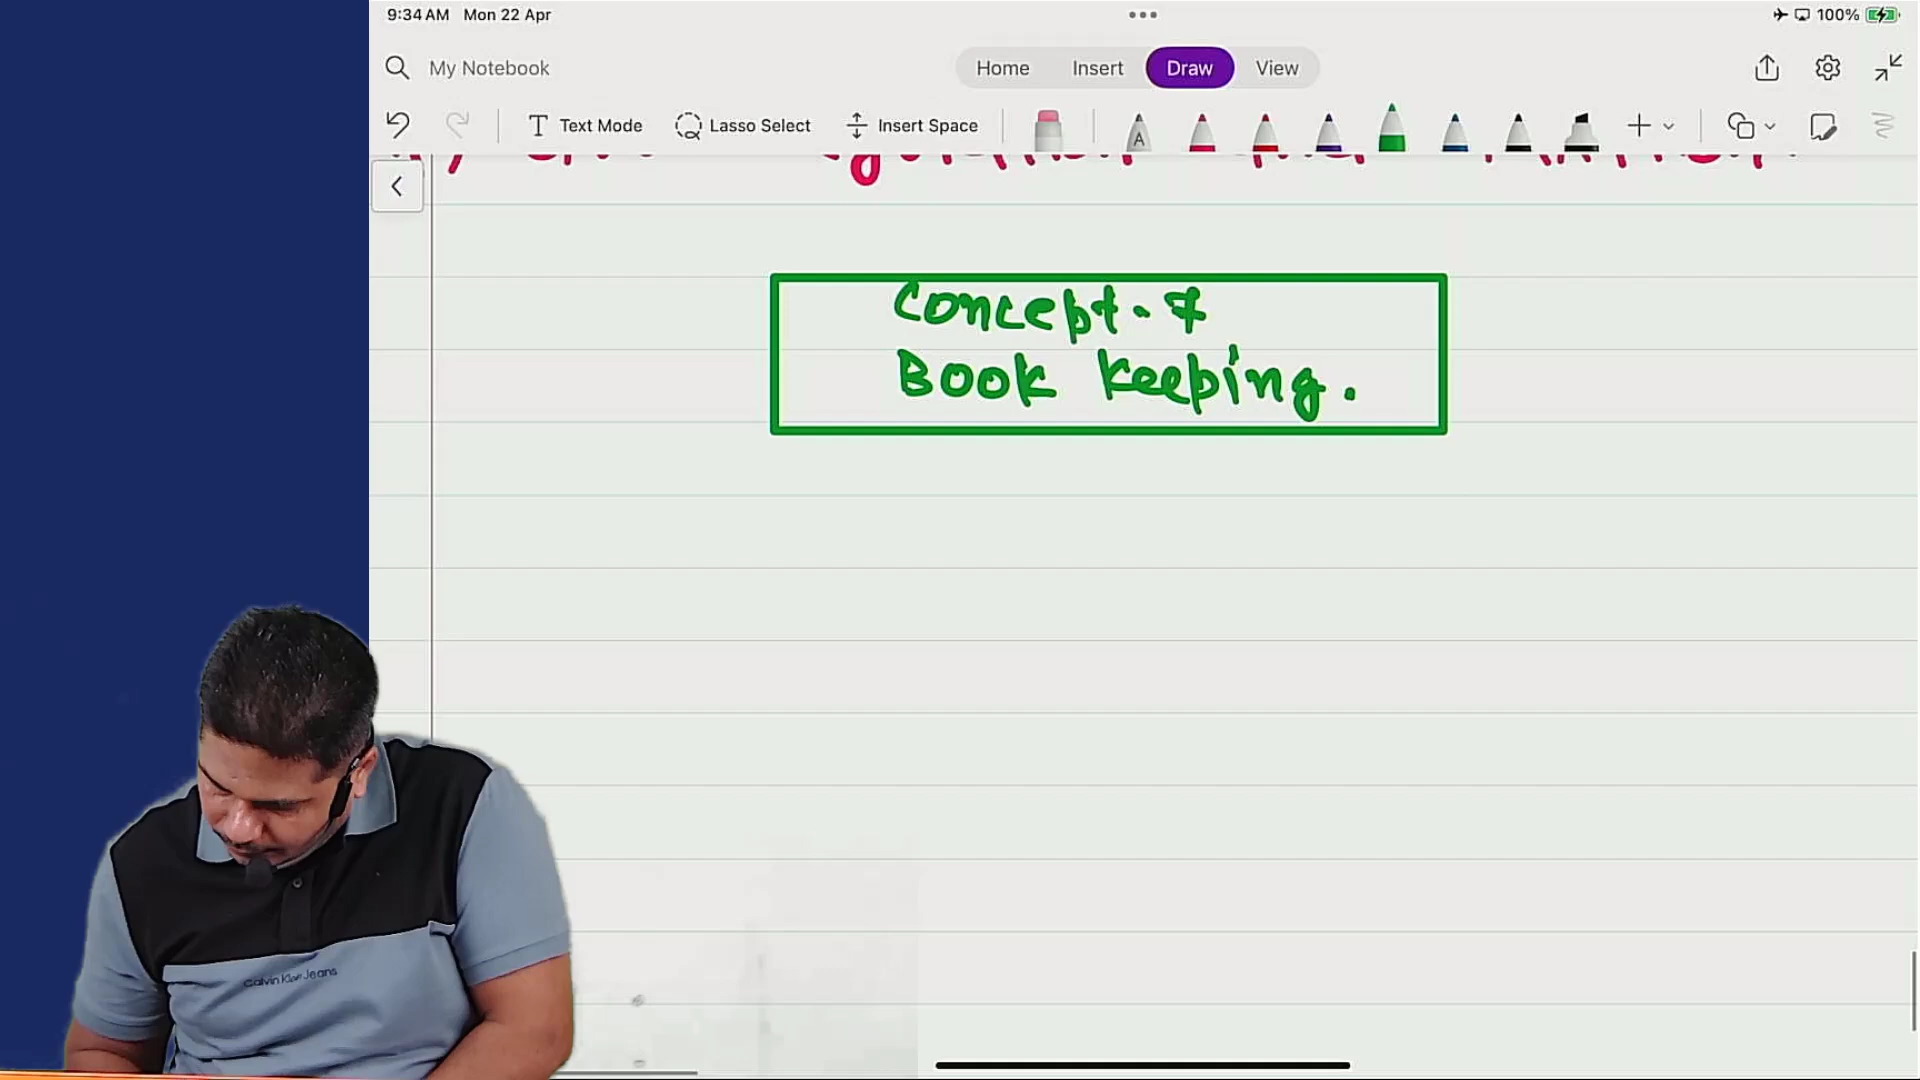 9:34 AM Mon 22 Apr
100%
My Notebook
Home Insert Draw View
Text Mode Lasso Select Insert Space
A
Concept. &
Book keeping.
Calvin Klein Jeans